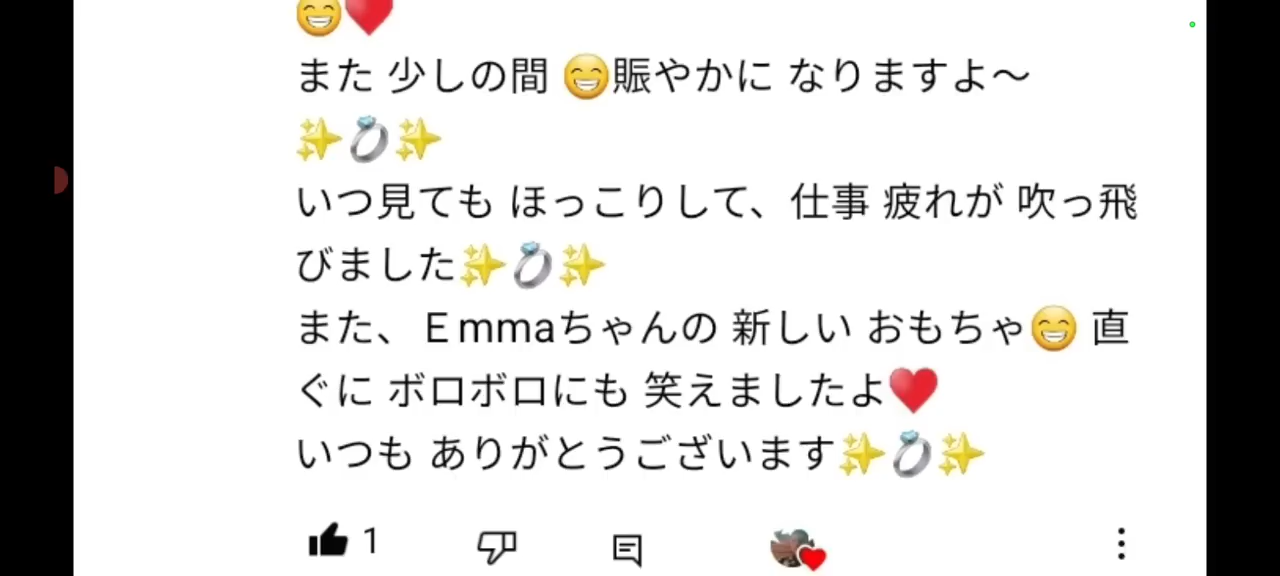 😁♥️
また 少しの間 😁賑やかに なりますよ〜
✨💍✨
いつ見ても ほっこりして、仕事 疲れが 吹っ飛
びました✨💍✨
また、Ｅmmaちゃんの 新しい おもちゃ😁 直
ぐに ボロボロにも 笑えましたよ♥️
いつも ありがとうございます✨💍✨
1